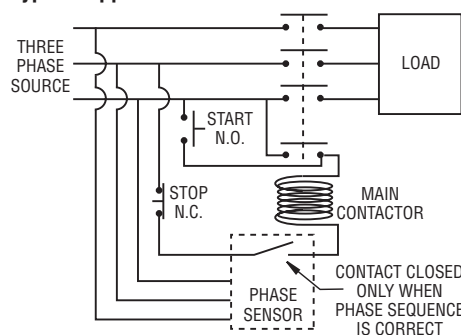 THREE
PHASE
SOURCE
LOAD
START
N.O.
STOP
N.C.
MAIN
CONTACTOR
PHASE
SENSOR
CONTACT CLOSED
ONLY WHEN
PHASE SEQUENCE
IS CORRECT